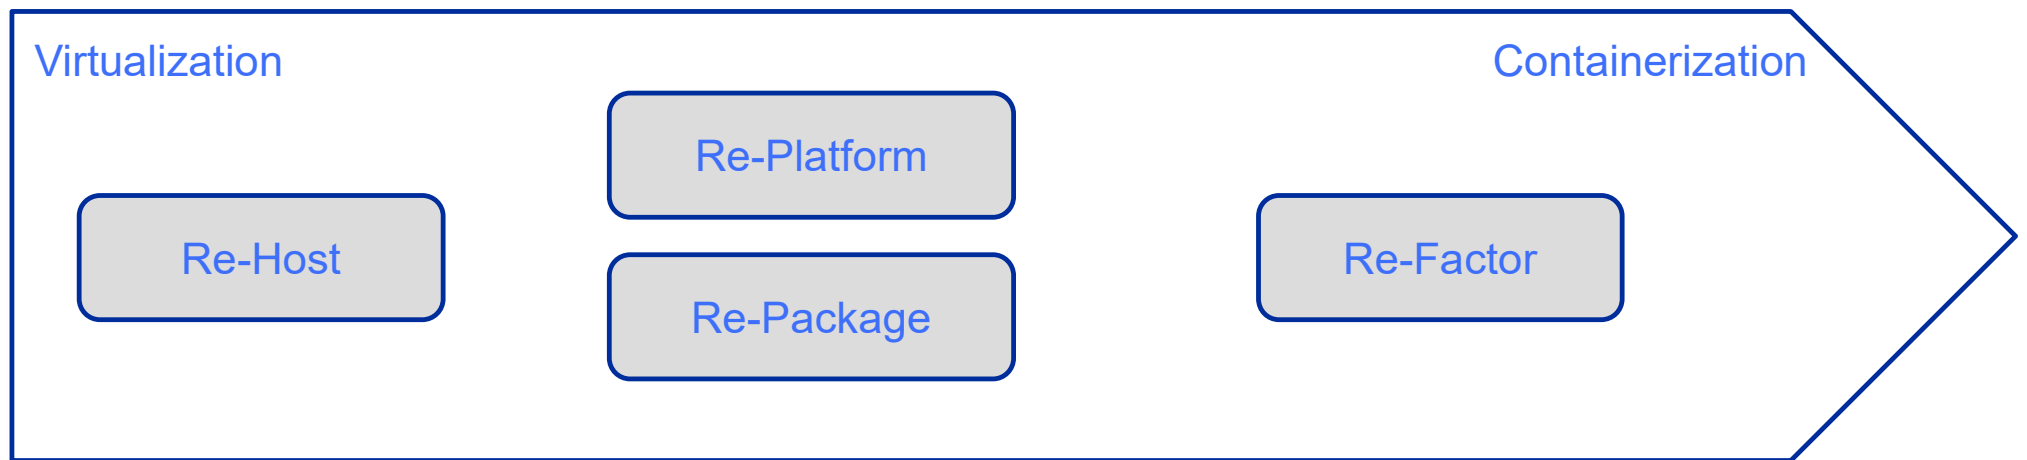 Virtualization
Containerization
Re-Platform
Re-Host
Re-Package
Re-Factor